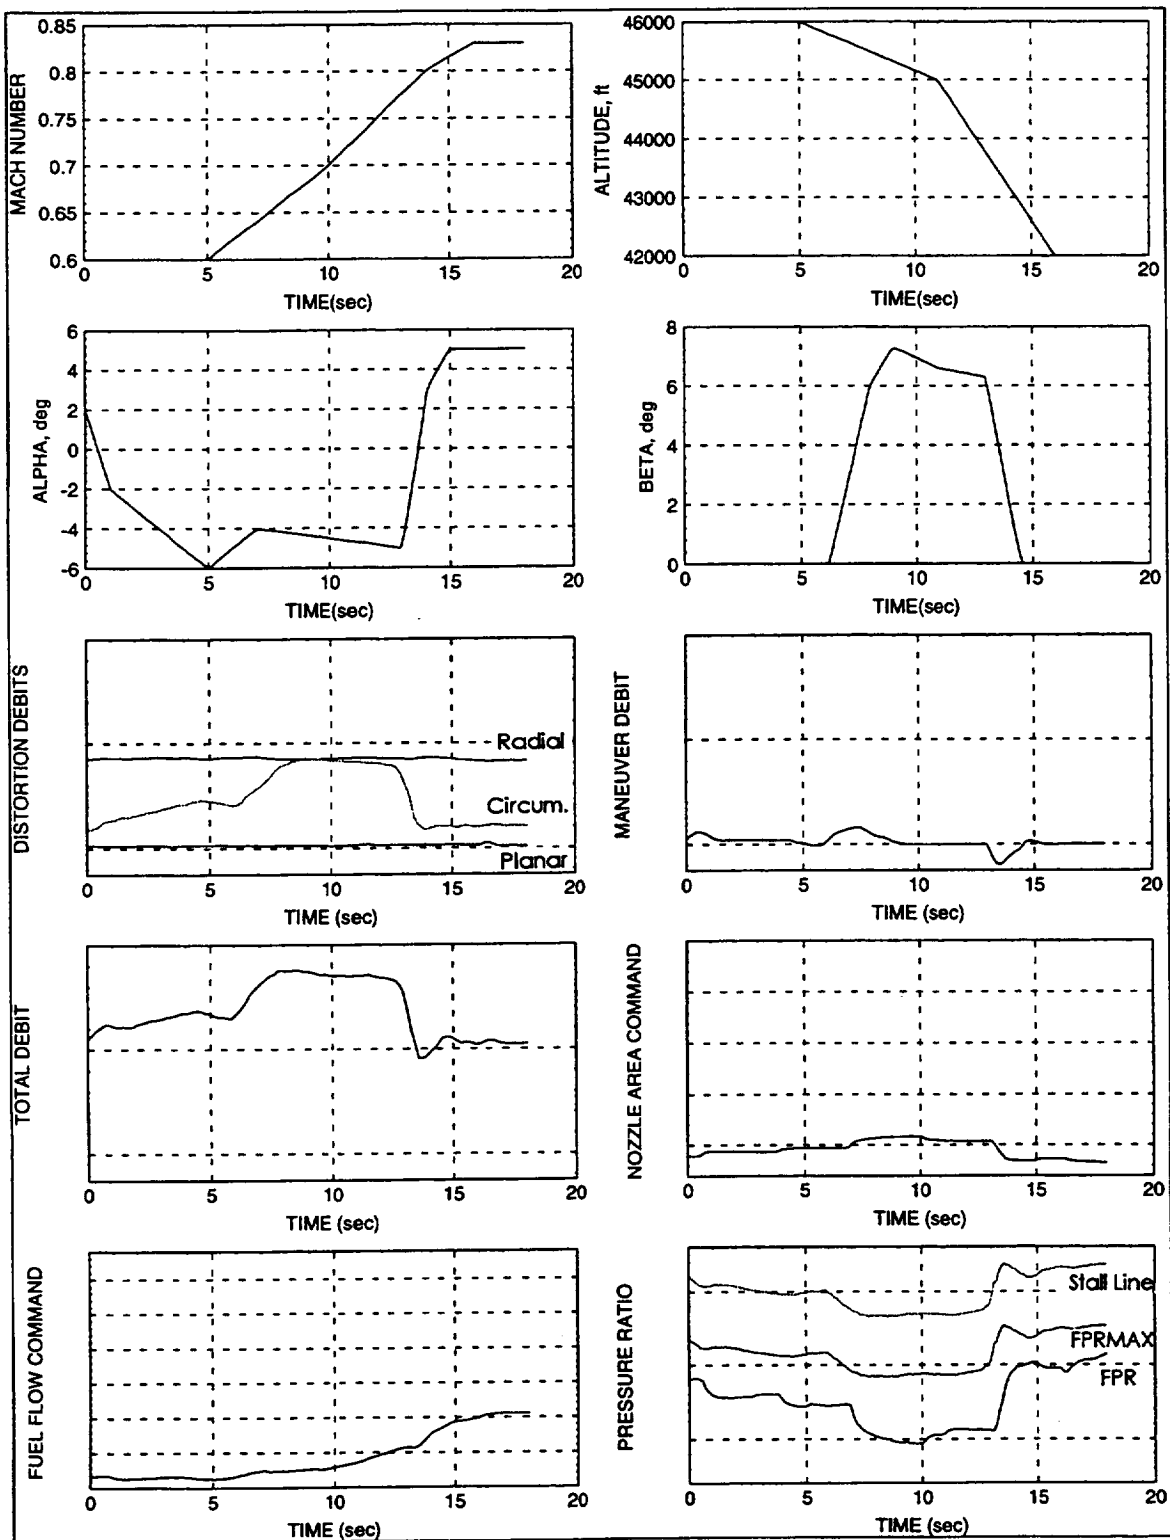 MACH NUMBER
0.85
0.8
0.75
0.7
0.65
0.6
0
5
10
15
20
TIME(sec)
ALTITUDE, ft
46000
45000
44000
43000
42000
0
5
10
15
20
TIME(sec)
ALPHA, deg
6
4
2
0
-2
-4
-6
0
5
10
15
20
TIME(sec)
BETA, deg
8
6
4
2
0
0
5
10
15
20
TIME(sec)
DISTORTION DEBITS
Radial
Circum.
Planar
0
5
10
15
20
TIME (sec)
MANEUVER DEBIT
0
5
10
15
20
TIME (sec)
TOTAL DEBIT
0
5
10
15
20
TIME (sec)
NOZZLE AREA COMMAND
0
5
10
15
20
TIME (sec)
FUEL FLOW COMMAND
0
5
10
15
20
TIME (sec)
PRESSURE RATIO
Stall Line
FPRMAX
FPR
0
5
10
15
20
TIME (sec)